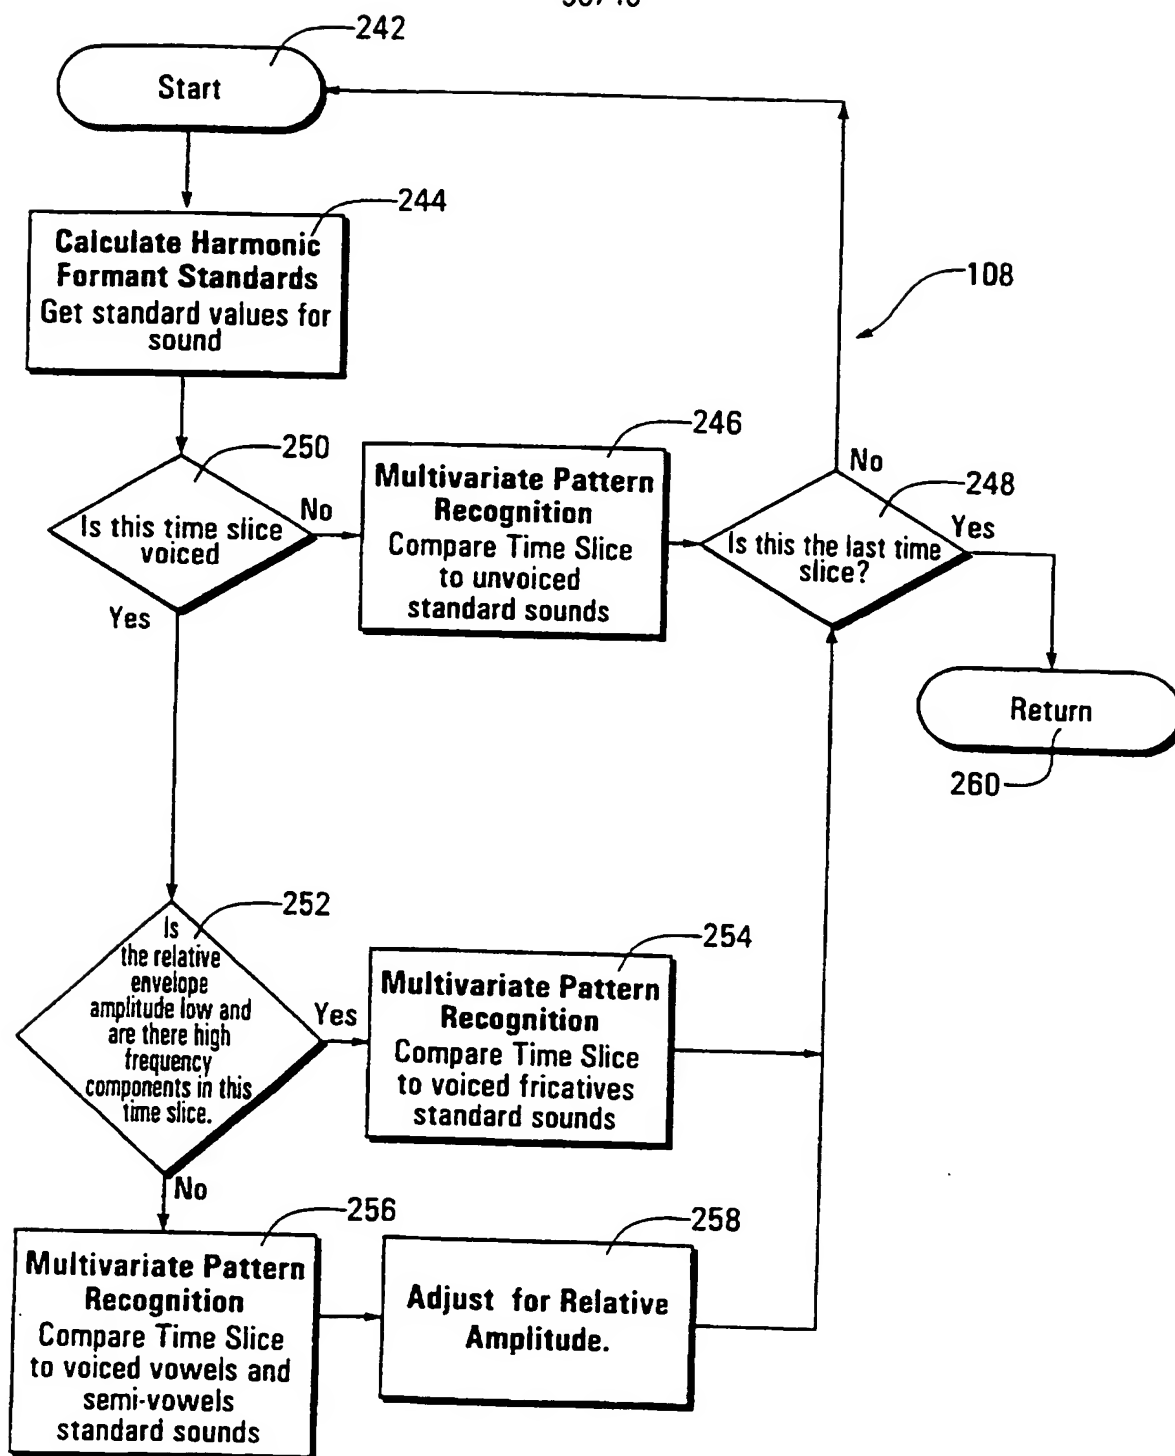 242
Start
244
Calculate Harmonic
Formant Standards
Get standard values for
sound
108
250
Is this time slice
voiced
No
Yes
246
Multivariate Pattern
Recognition
Compare Time Slice
to unvoiced
standard sounds
No
248
Yes
Is this the last time
slice?
Return
260
252
Is
the relative
envelope
amplitude low and
are there high
frequency
components in this
time slice.
Yes
No
254
Multivariate Pattern
Recognition
Compare Time Slice
to voiced fricatives
standard sounds
256
Multivariate Pattern
Recognition
Compare Time Slice
to voiced vowels and
semi-vowels
standard sounds
258
Adjust for Relative
Amplitude.